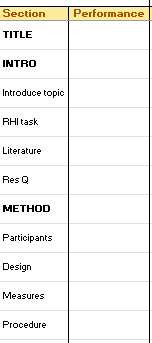 Section Performance
TITLE
INTRO
Introduce topic
RHI task
Literature
Res Q
METHOD
Participants
Design
Measures
Procedure